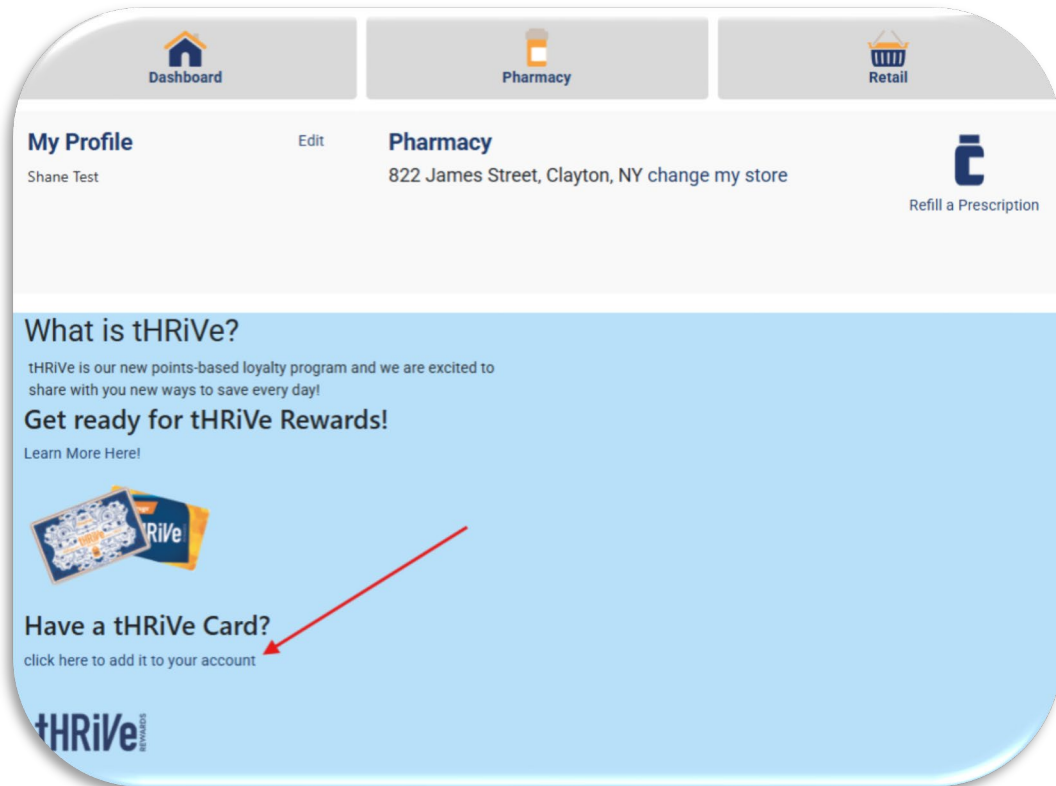 Dashboard
Pharmacy
Retail
My Profile
Edit
Shane Test
Pharmacy
822 James Street, Clayton, NY change my store
Refill a Prescription
What is tHRiVe?
tHRiVe is our new points-based loyalty program and we are excited to
share with you new ways to save every day!
Get ready for tHRiVe Rewards!
Learn More Here!
tHRiVe
RiVe
Have a tHRiVe Card?
click here to add it to your account
tHRiVe
REWARDS